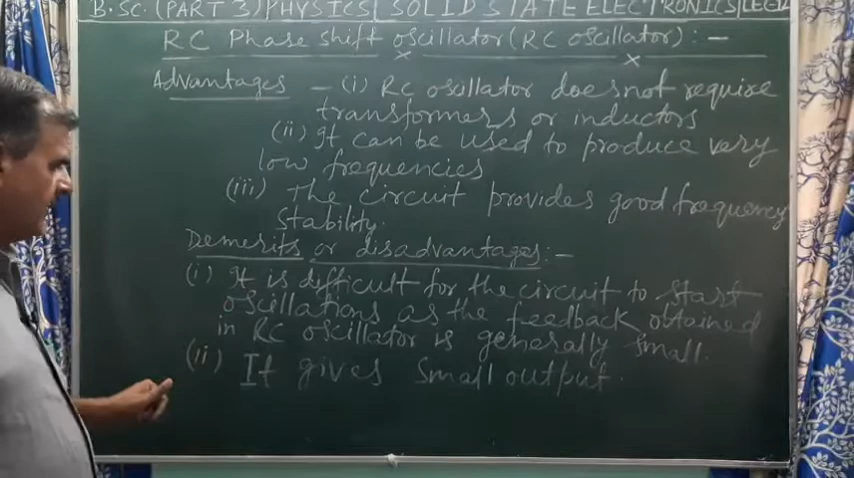 B.SC.(PART 3) PHYSICS| SOLID STATE ELECTRONICS|
RC Phase shift oscillator (RC oscillator) : -
Advantages - (i) RC oscillator does not require
transformers or inductors
(ii) It can be used to produce very
low frequencies
(iii) The circuit provides good frequency
stability.
Demerits or disadvantages :-
(i) It is difficult for the circuit to start
oscillations as the feedback obtained
in RC oscillator is generally small.
(ii) It gives small output.